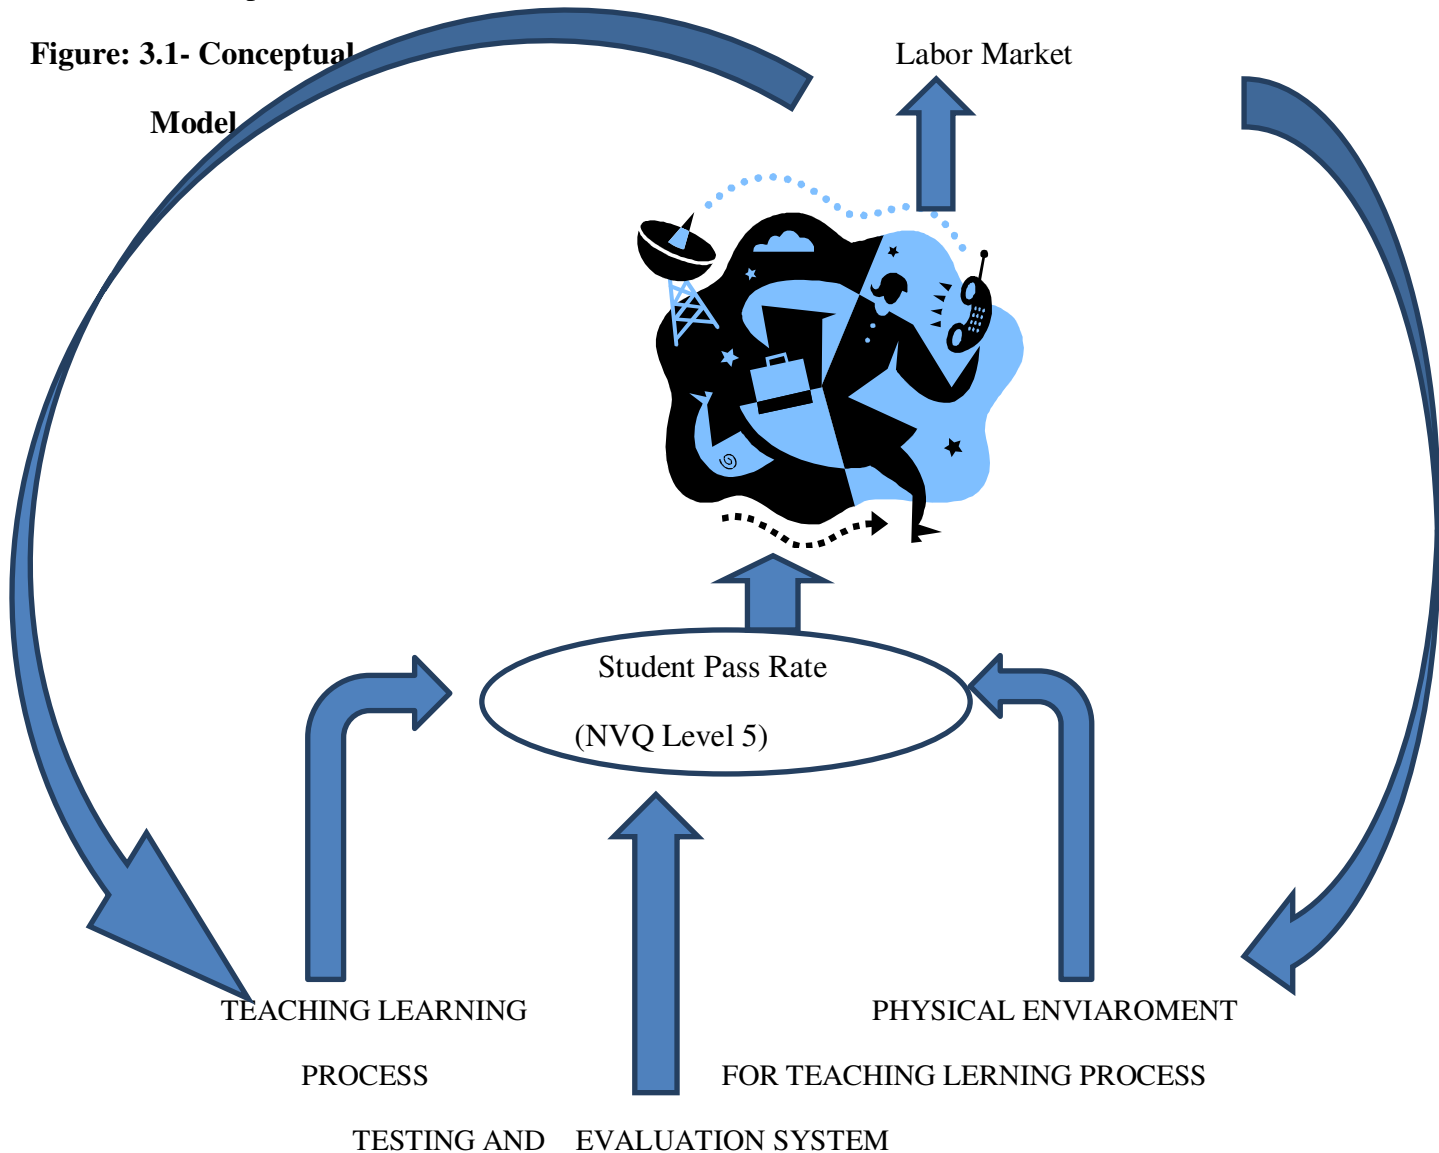 Figure: 3.1- Conceptual
Labor Market
Model
Student Pass Rate
(NVQ Level 5)
TEACHING LEARNING
PHYSICAL ENVIAROMENT
PROCESS
FOR TEACHING LERNING PROCESS
TESTING AND EVALUATION SYSTEM